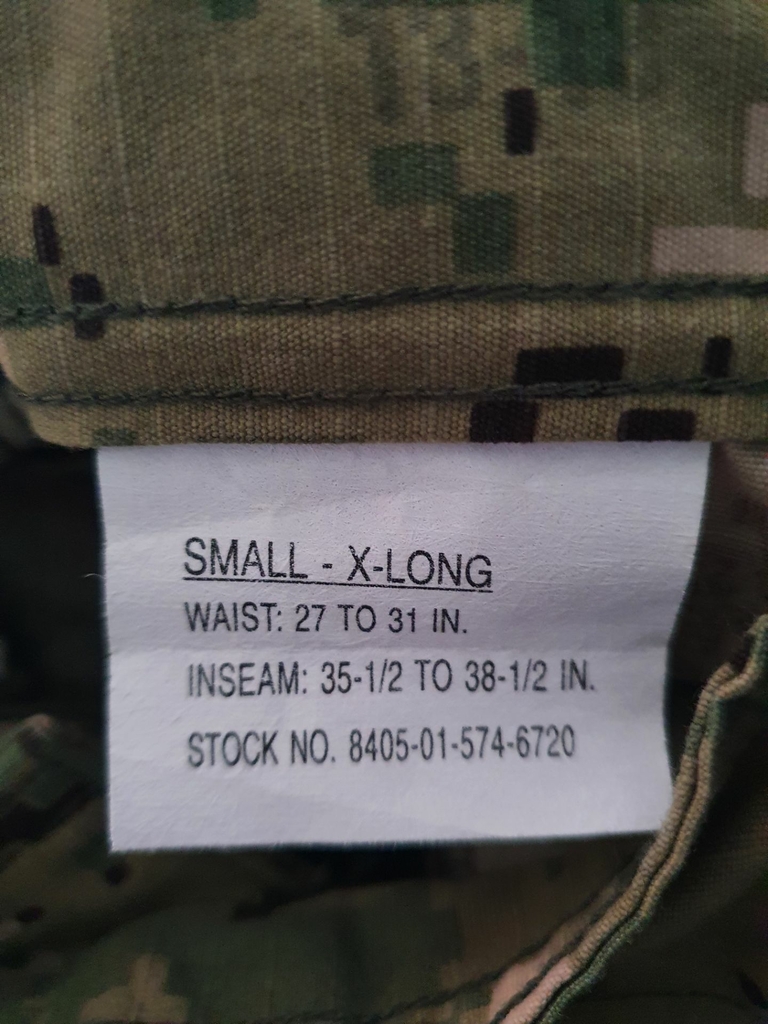 SMALL - X-LONG
WAIST: 27 TO 31 IN.
INSEAM: 35-1/2 TO 38-1/2 IN.
STOCK NO. 8405-01-574-6720